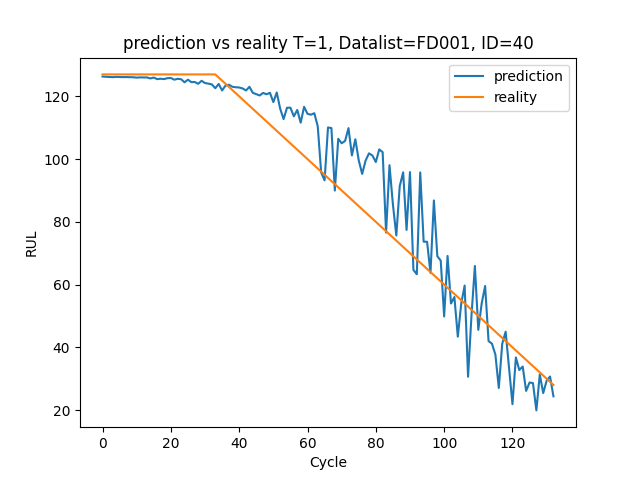 prediction vs reality T=1, Datalist=FD001, ID=40
prediction
reality
120
100
80
60
40
20
RUL
0 20 40 60 80 100 120
Cycle